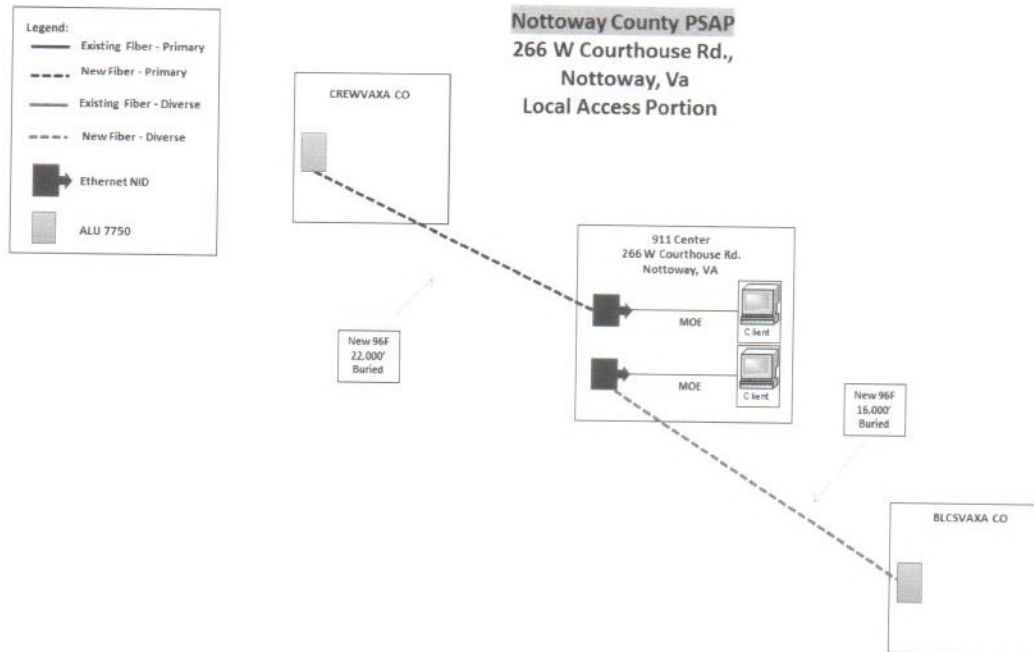 Legend:
Existing Fiber - Primary
New Fiber - Primary
Existing Fiber - Diverse
New Fiber - Diverse
Ethernet NID
ALU 7750
Nottoway County PSAP
266 W Courthouse Rd.,
Nottoway, Va
Local Access Portion
CREWVAXA CO
New 96F
22,000'
Buried
911 Center
266 W Courthouse Rd.
Nottoway, VA
MOE
Client
MOE
Client
New 96F
16,000'
Buried
BLCSVAXA CO